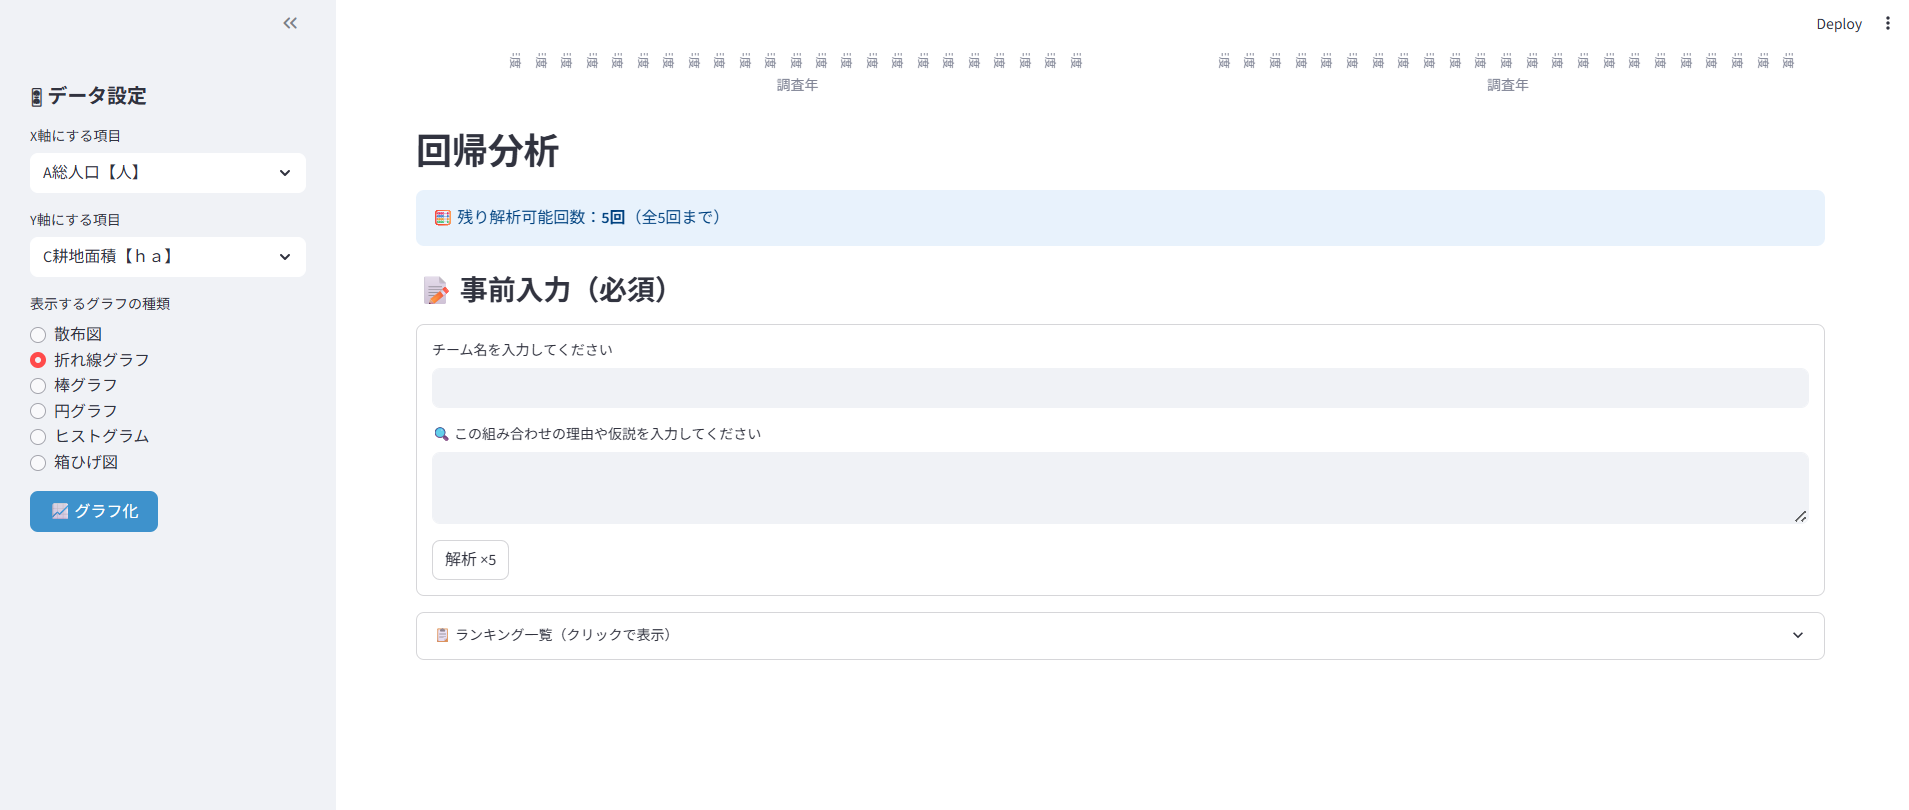 Deploy
データ設定
X軸にする項目
A総人口【人】
Y軸にする項目
C耕地面積【ｈａ】
表示するグラフの種類
散布図
折れ線グラフ
棒グラフ
円グラフ
ヒストグラム
箱ひげ図
グラフ化
調査年
調査年
回帰分析
残り解析可能回数：5回（全5回まで）
事前入力（必須）
チーム名を入力してください
この組み合わせの理由や仮説を入力してください
解析 ×5
ランキング一覧（クリックで表示）